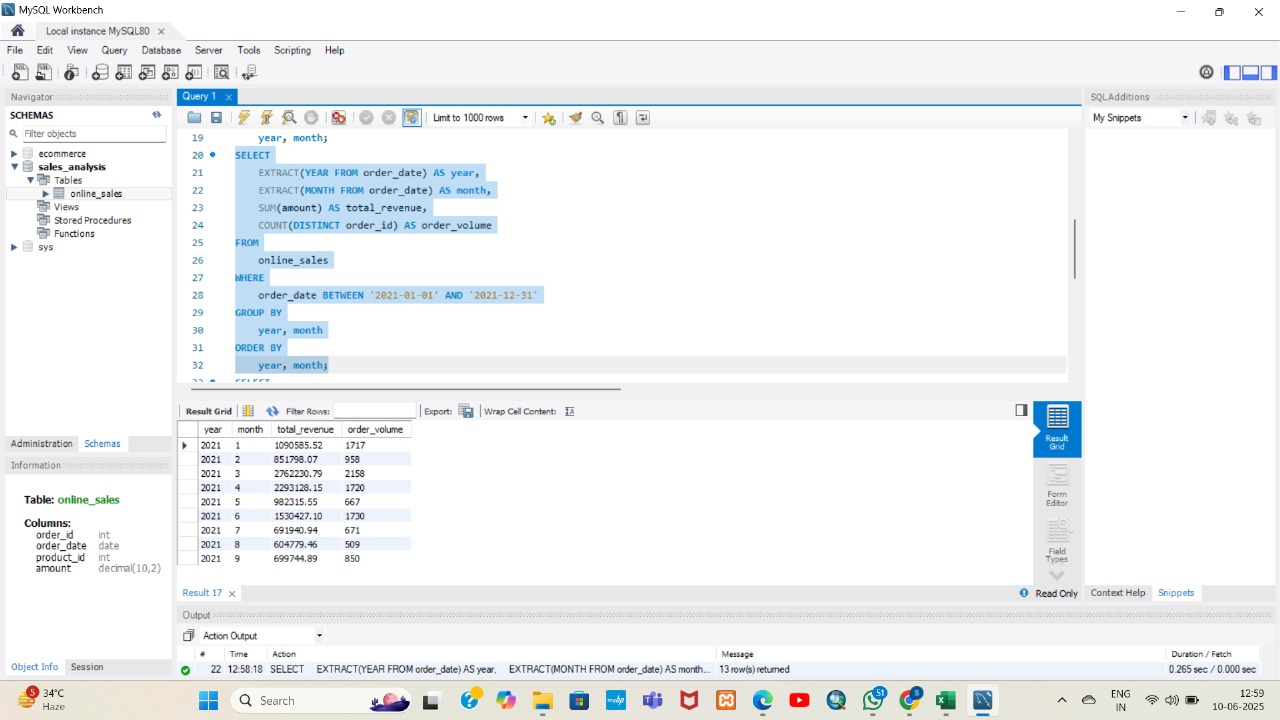 MySQL Workbench
Local instance MySQL80
File Edit View Query Database Server Tools Scripting Help
Navigator
SCHEMAS
Filter objects
ecommerce
sales_analysis
Tables
online_sales
Views
Stored Procedures
Functions
sys
Administration Schemas
Information
Table: online_sales
Columns:
order_id int
order_date date
product_id int
amount decimal(10,2)
Object Info Session
Query 1
Limit to 1000 rows
19 year, month;
20 SELECT
21 EXTRACT(YEAR FROM order_date) AS year,
22 EXTRACT(MONTH FROM order_date) AS month,
23 SUM(amount) AS total_revenue,
24 COUNT(DISTINCT order_id) AS order_volume
25 FROM
26 online_sales
27 WHERE
28 order_date BETWEEN '2021-01-01' AND '2021-12-31'
29 GROUP BY
30 year, month
31 ORDER BY
32 year, month;
33 SELECT
Result Grid Filter Rows: Export: Wrap Cell Content:
year month total_revenue order_volume
2021 1 1090585.52 1717
2021 2 851798.07 939
2021 3 2762230.79 2158
2021 4 2293128.15 1720
2021 5 982315.55 667
2021 6 1530427.10 1730
2021 7 691940.94 671
2021 8 604779.46 509
2021 9 699744.89 850
Result Grid
Form Editor
Field Types
Result 17
Read Only
Output
Action Output
# Time Action Message Duration / Fetch
22 12:58:18 SELECT EXTRACT(YEAR FROM order_date) AS year, EXTRACT(MONTH FROM order_date) AS month... 13 row(s) returned 0.265 sec / 0.000 sec
SQLAdditions
My Snippets
Context Help Snippets
5
34°C
Haze
Search
myhp
51
S
ENG
IN
12:59
10-06-2025